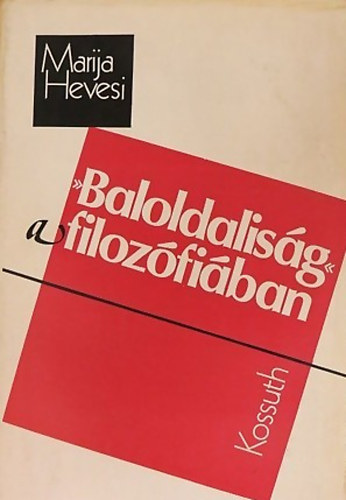 Marija
Hevesi
»Baloldaliság«
a filozófiában
Kossuth